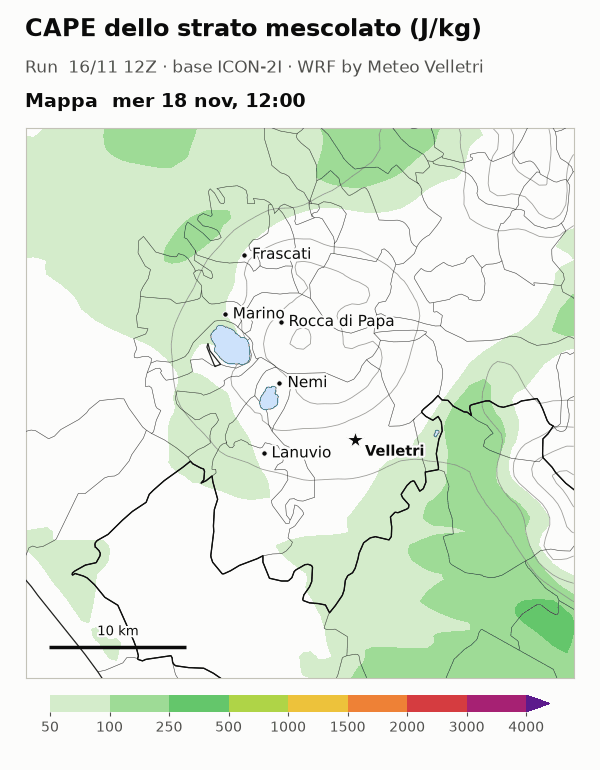 CAPE dello strato mescolato (J/kg)
Run  16/11 12Z · base ICON-2I · WRF by Meteo Velletri
Mappa  mer 18 nov, 12:00
Frascati
Marino
Rocca di Papa
Nemi
Velletri
Lanuvio
10 km
50 100 250 500 1000 1500 2000 3000 4000